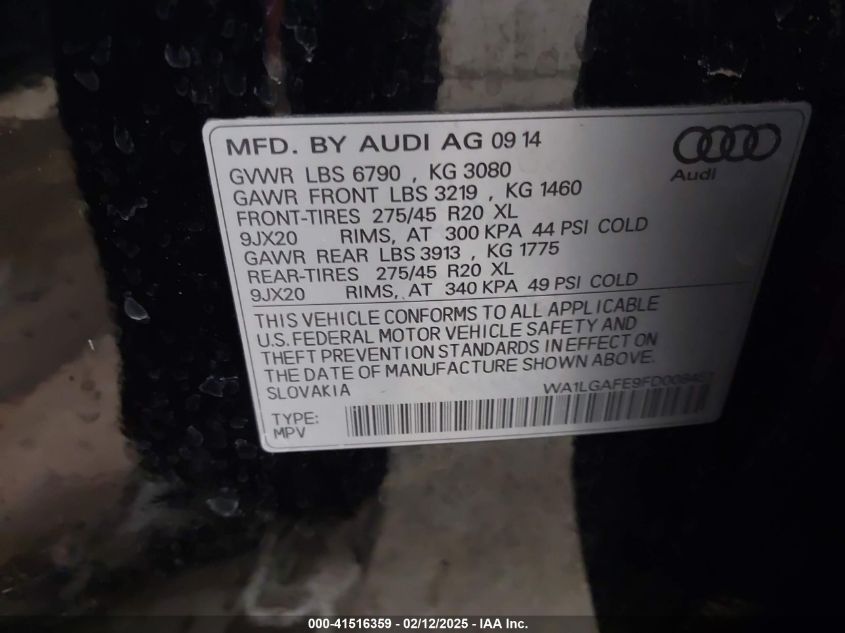 MFD. BY AUDI AG 09 14
Audi
GVWR LBS 6790 , KG 3080
GAWR FRONT LBS 3219 , KG 1460
FRONT-TIRES 275/45 R20 XL
9JX20 RIMS, AT 300 KPA 44 PSI COLD
GAWR REAR LBS 3913 , KG 1775
REAR-TIRES 275/45 R20 XL
9JX20 RIMS, AT 340 KPA 49 PSI COLD
THIS VEHICLE CONFORMS TO ALL APPLICABLE
U.S. FEDERAL MOTOR VEHICLE SAFETY AND
THEFT PREVENTION STANDARDS IN EFFECT ON
THE DATE OF MANUFACTURE SHOWN ABOVE.
SLOVAKIA
TYPE:
MPV
000-41516359 - 02/12/2025 - IAA Inc.